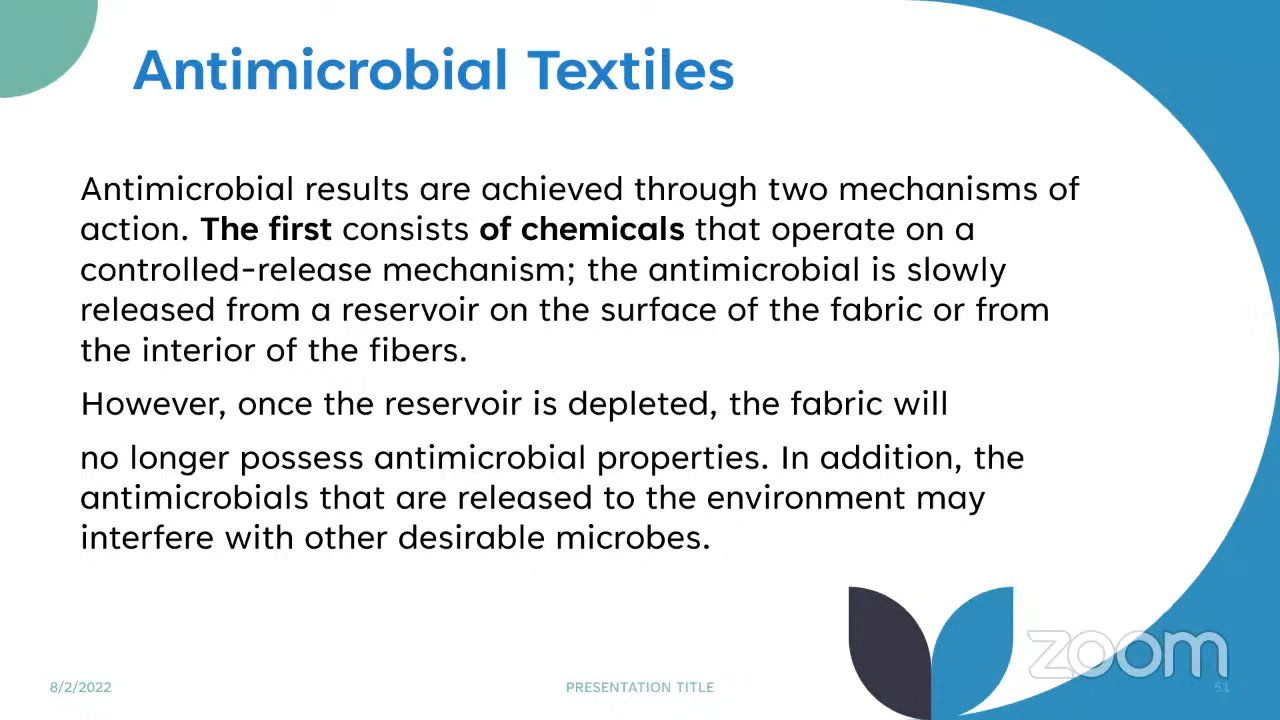 Antimicrobial Textiles
Antimicrobial results are achieved through two mechanisms of
action. The first consists of chemicals that operate on a
controlled-release mechanism; the antimicrobial is slowly
released from a reservoir on the surface of the fabric or from
the interior of the fibers.
However, once the reservoir is depleted, the fabric will
no longer possess antimicrobial properties. In addition, the
antimicrobials that are released to the environment may
interfere with other desirable microbes.
zoom
8/2/2022
PRESENTATION TITLE
51